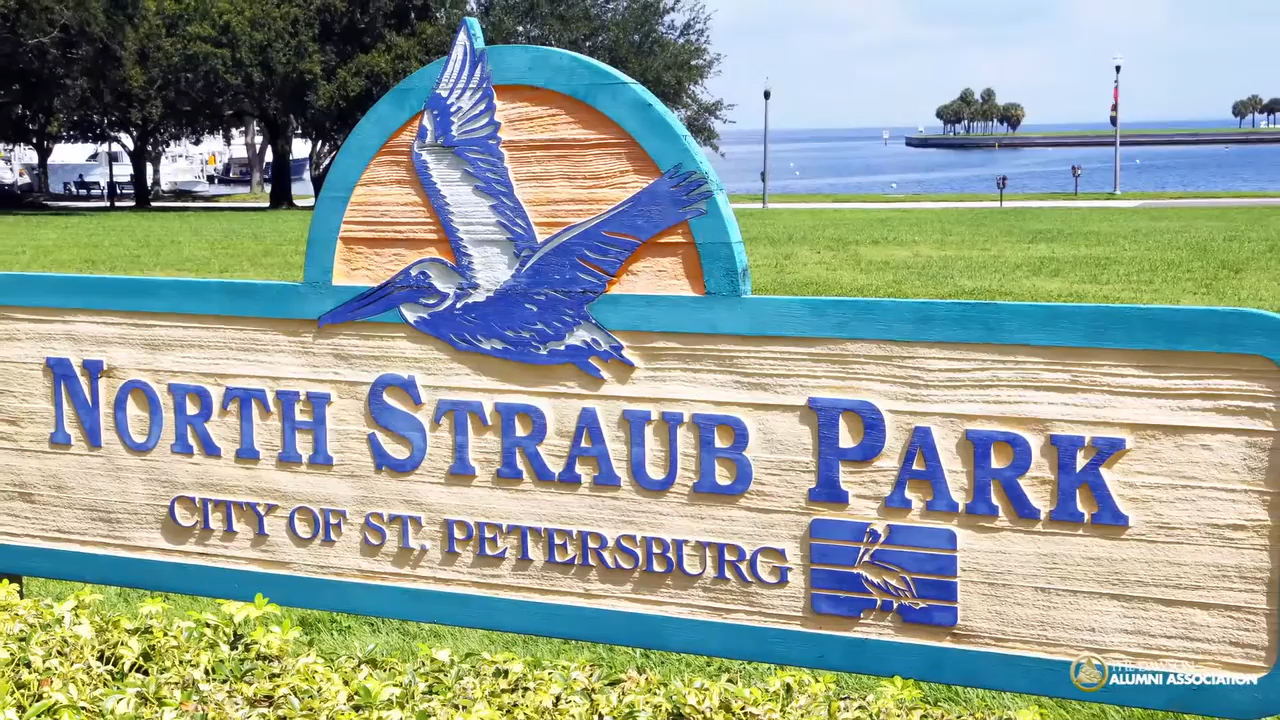 NORTH STRAUB PARK
CITY OF ST. PETERSBURG
ALUMNI ASSOCIATION